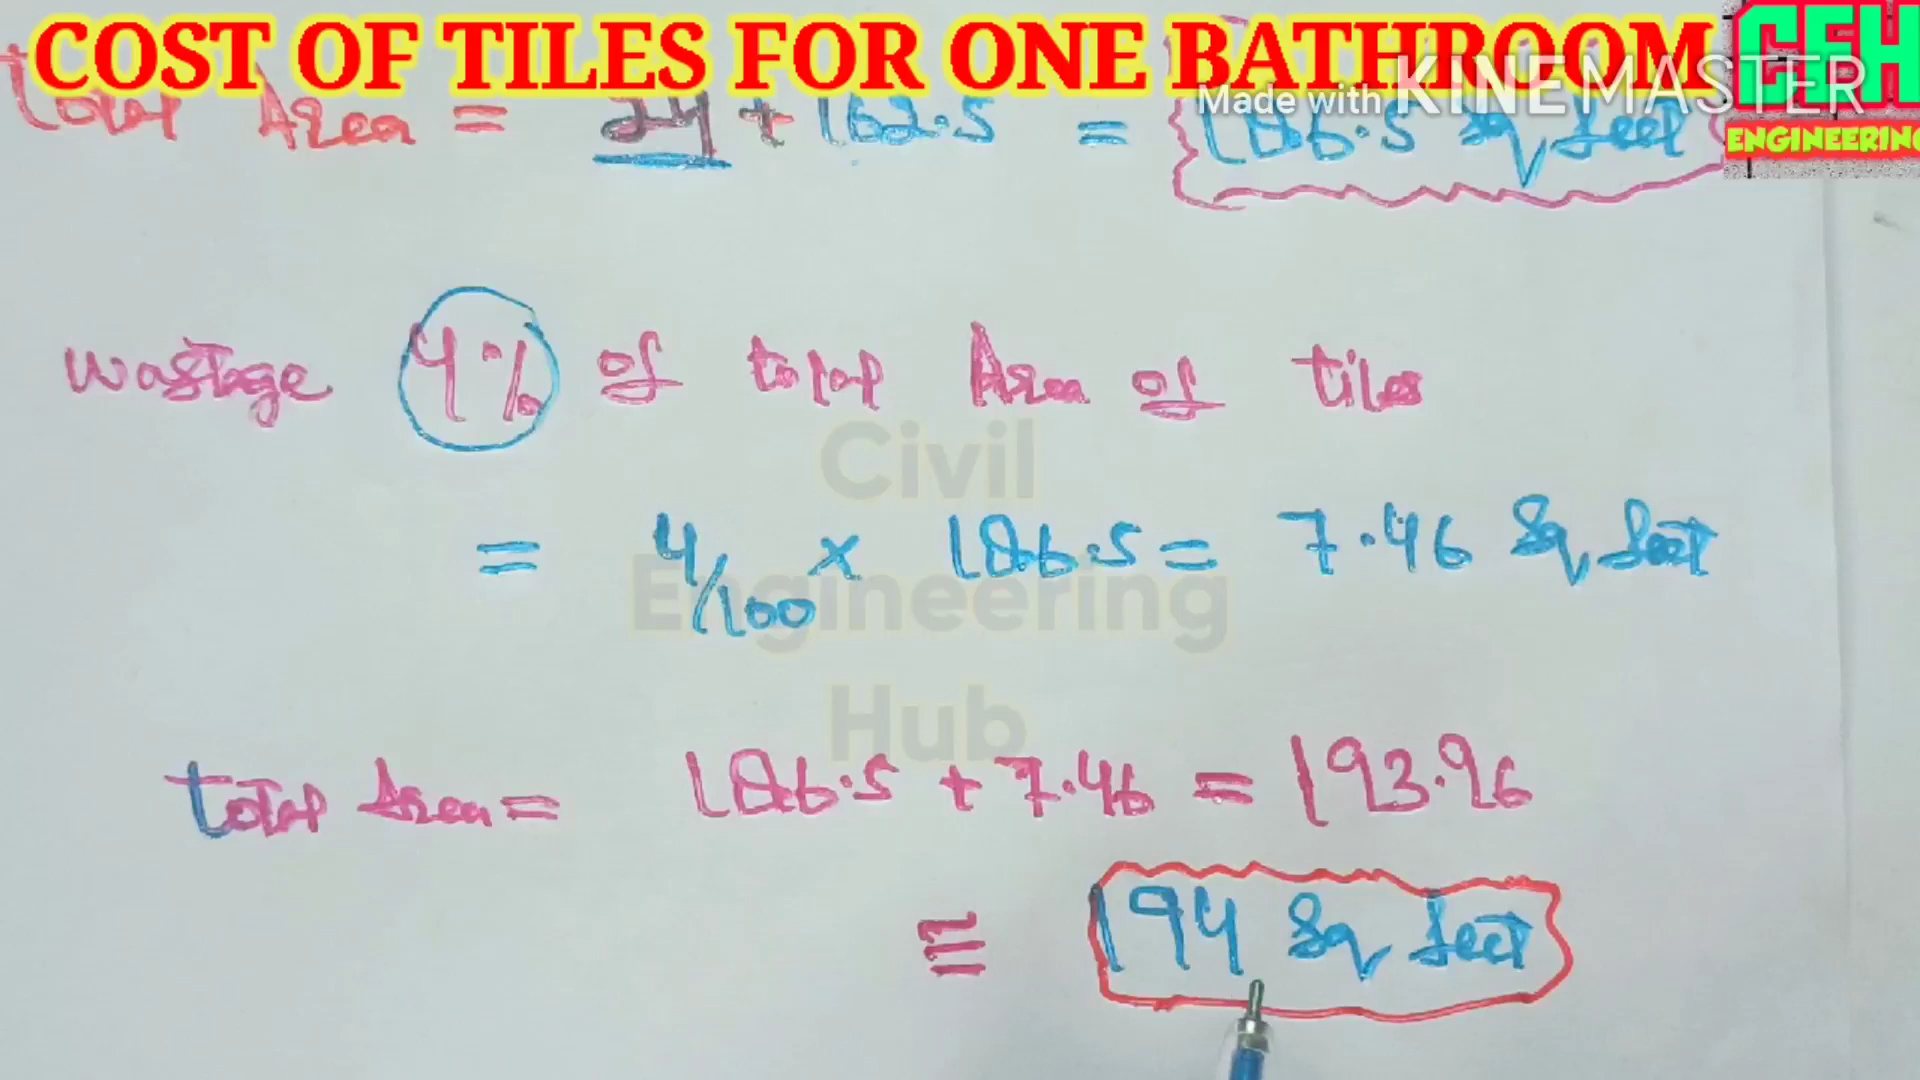 COST OF TILES FOR ONE BATHROOM
CEH
Made with KINEMASTER
ENGINEERING
total Area = 24 + 162.5 = 186.5 Sq feet
wastage 4% of total Area of tiles
Civil
= 4/100 × 186.5 = 7.46 Sq feet
Engineering
Hub
total Area = 186.5 + 7.46 = 193.96
≡ 194 Sq feet